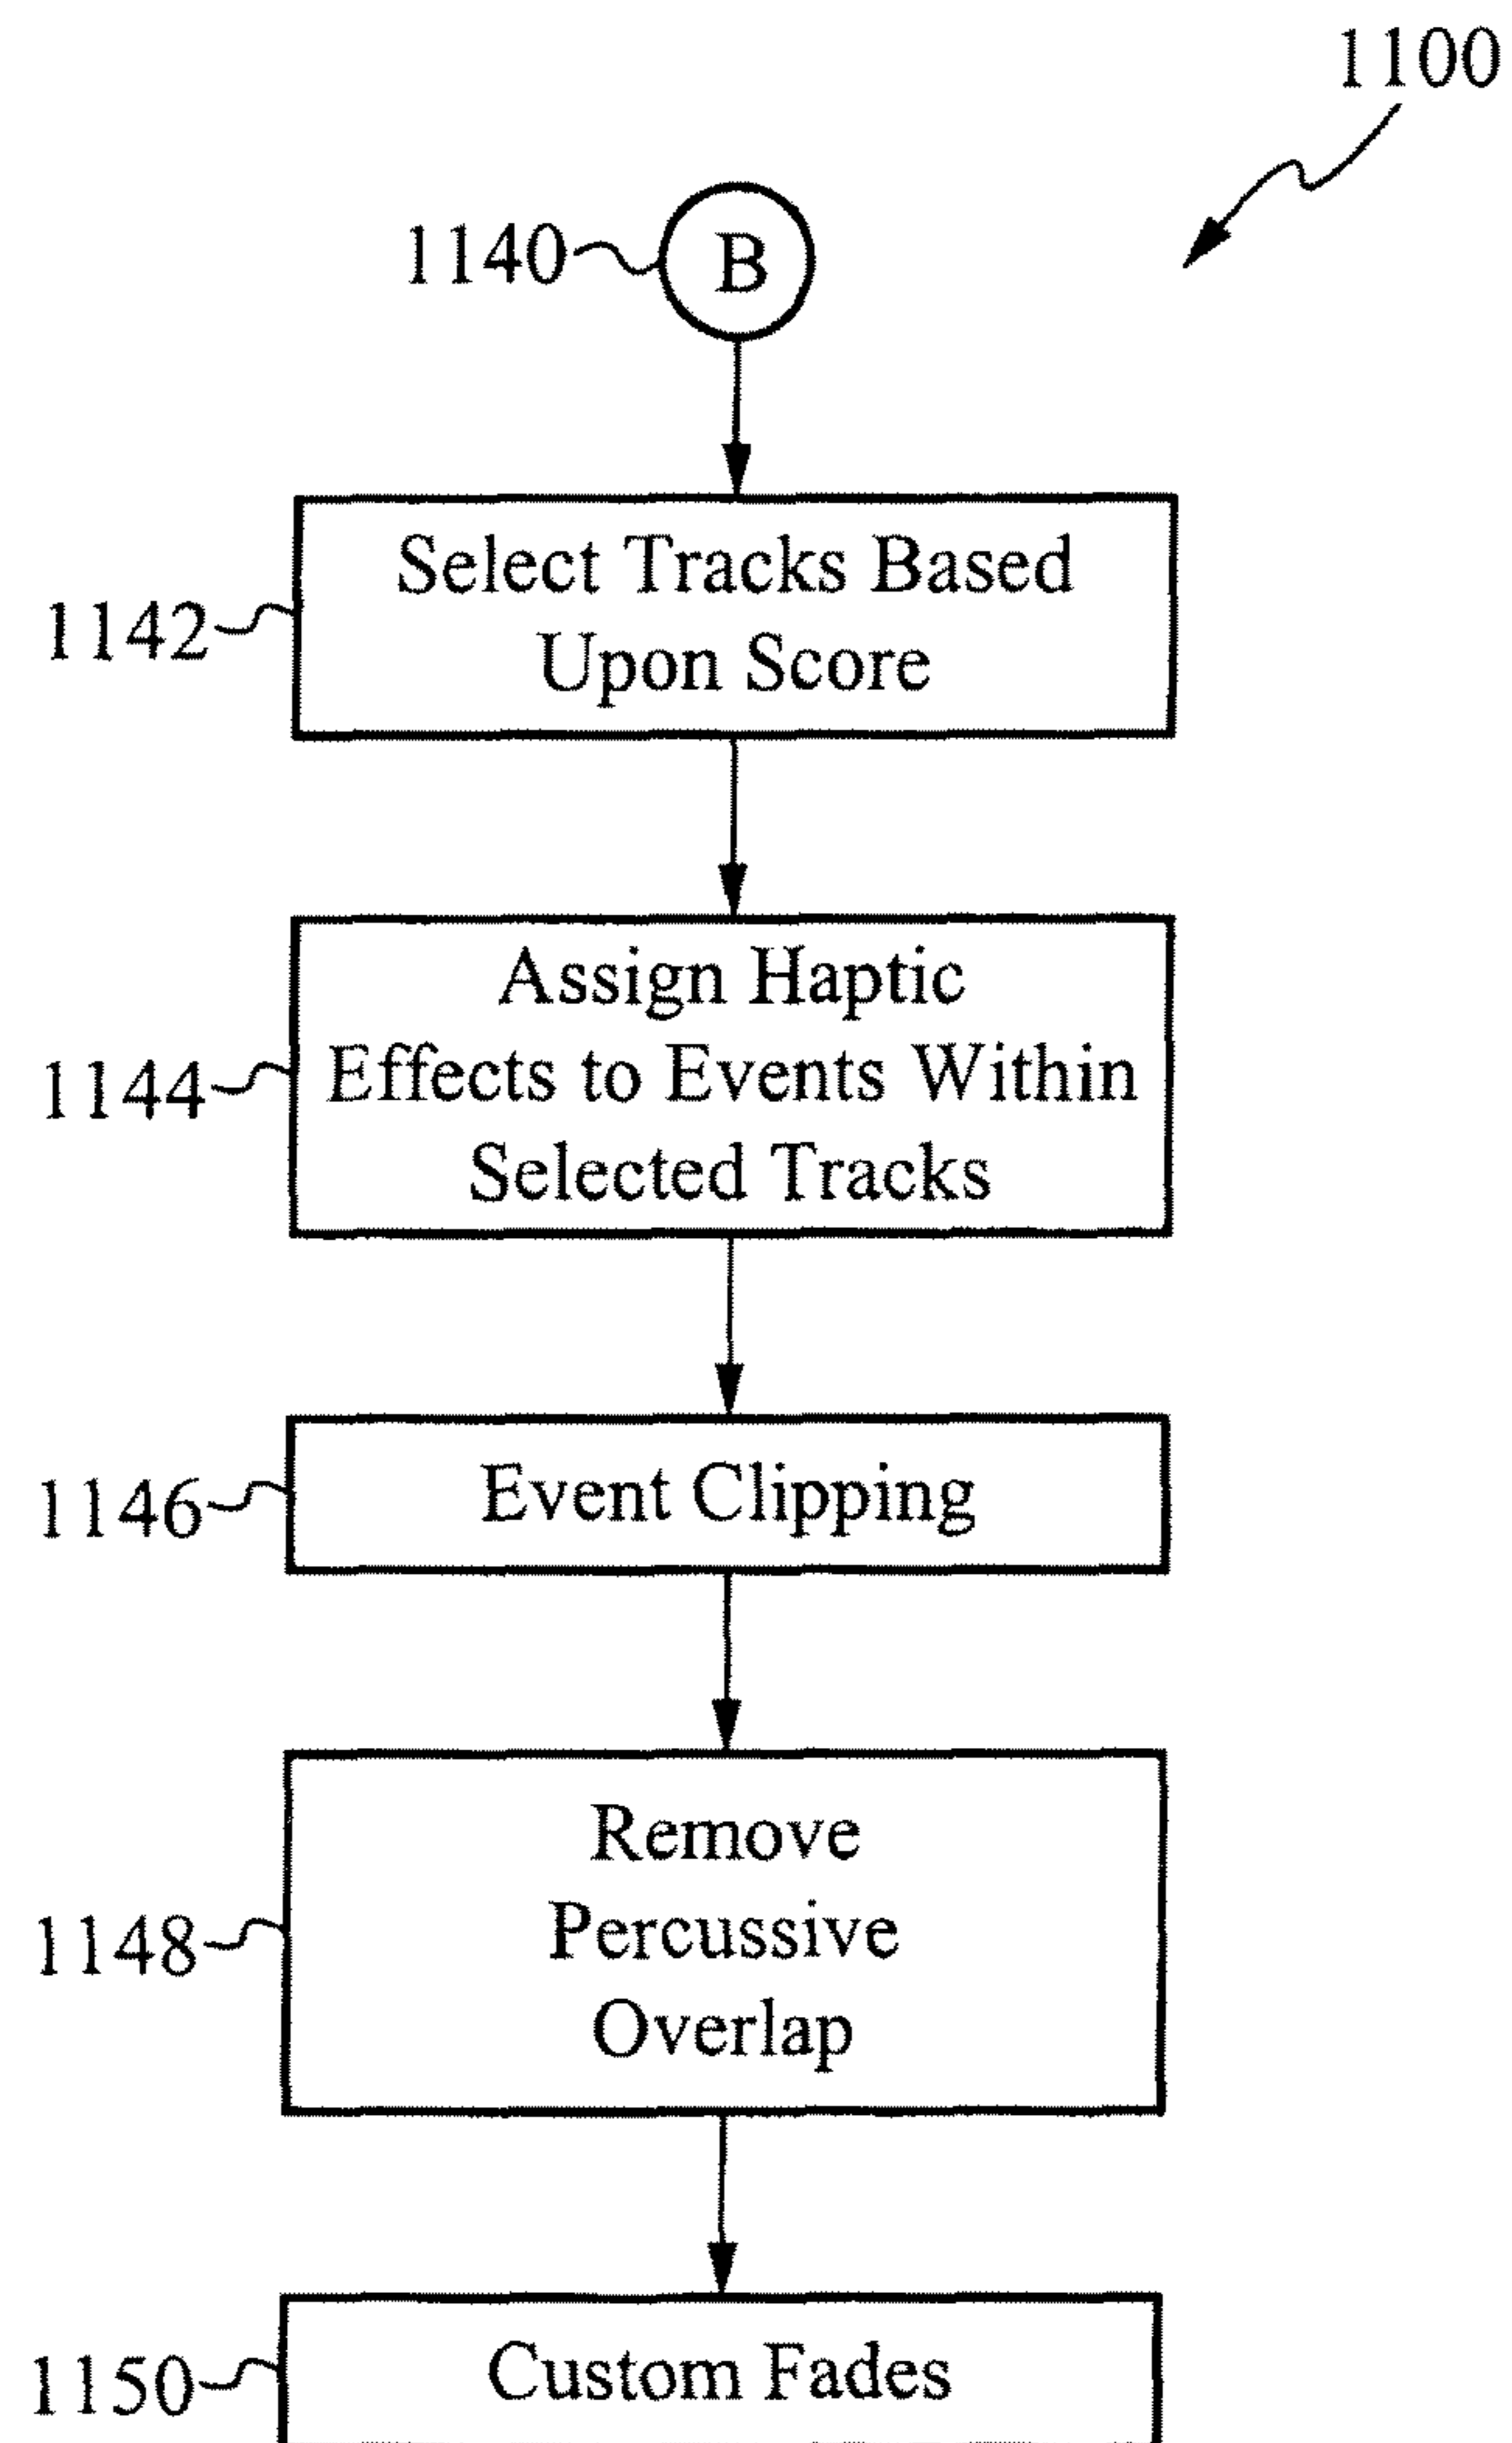 1100
1140
B
1142
Select Tracks Based
Upon Score
1144
Assign Haptic
Effects to Events Within
Selected Tracks
1146
Event Clipping
1148
Remove
Percussive
Overlap
1150
Custom Fades